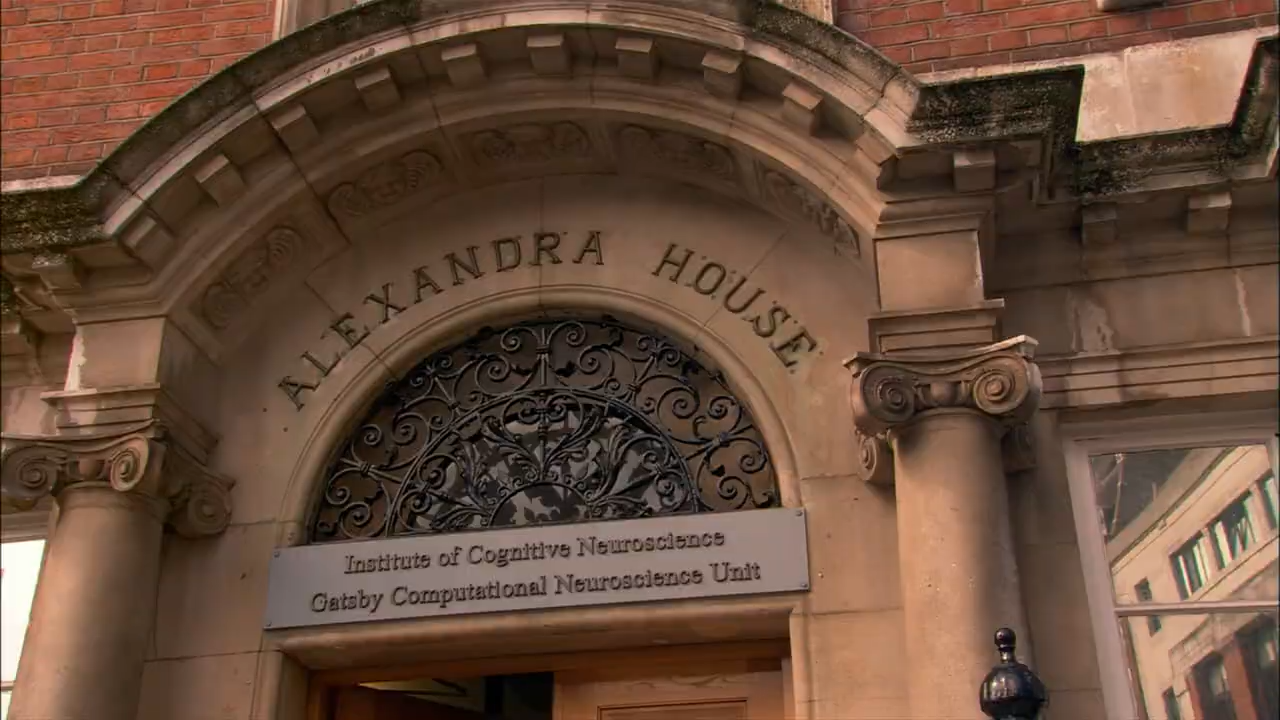 ALEXANDRA HOUSE
Institute of Cognitive Neuroscience
Gatsby Computational Neuroscience Unit